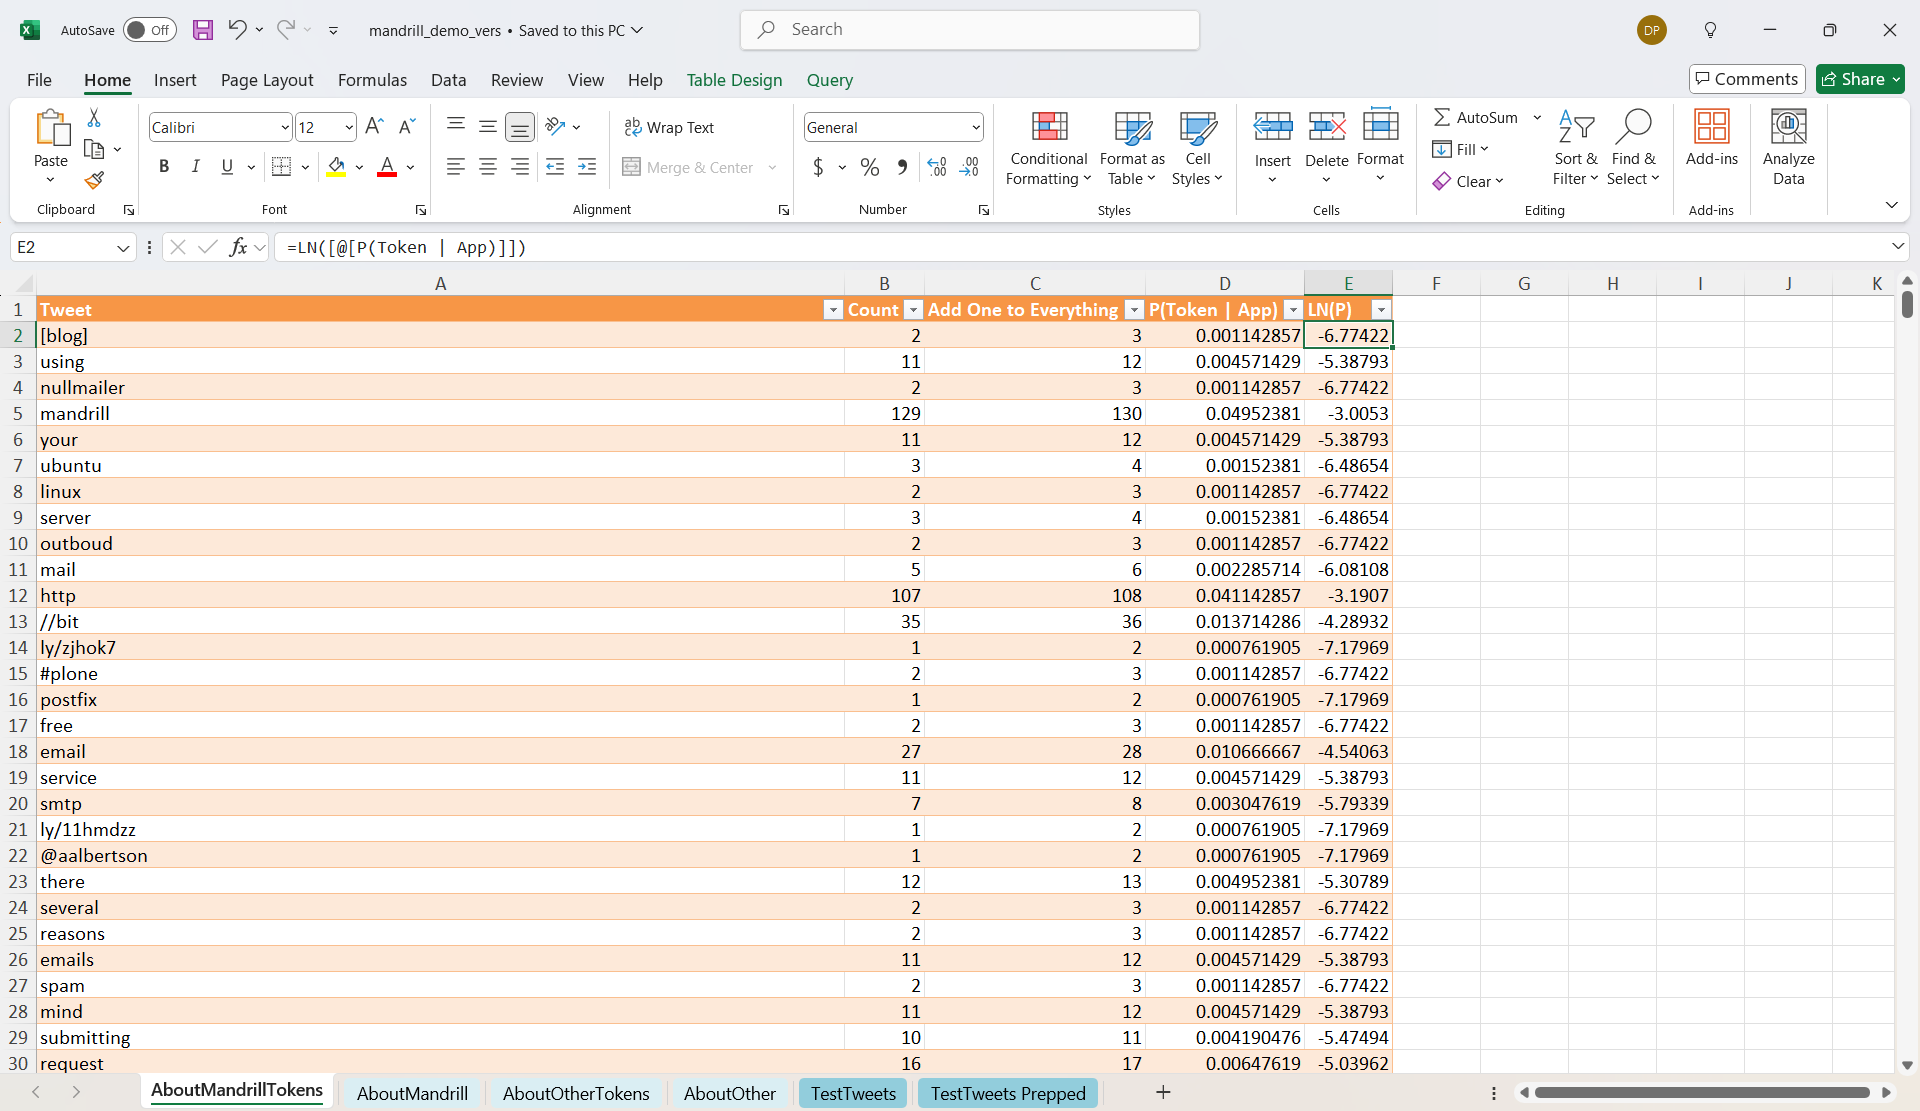 AutoSave Off mandrill_demo_vers • Saved to this PC Search DP
File Home Insert Page Layout Formulas Data Review View Help Table Design Query Comments Share
Paste Calibri 12 Wrap Text General Conditional Formatting Format as Table Cell Styles Insert Delete Format AutoSum Fill Clear Sort & Filter Find & Select Add-ins Analyze Data
B I U Merge & Center $ %
Clipboard Font Alignment Number Styles Cells Editing Add-ins
E2 fx =LN([@[P(Token | App)]])
A B C D E F G H I J K
1 Tweet Count Add One to Everything P(Token | App) LN(P)
2 [blog] 2 3 0.001142857 -6.77422
3 using 11 12 0.004571429 -5.38793
4 nullmailer 2 3 0.001142857 -6.77422
5 mandrill 129 130 0.04952381 -3.0053
6 your 11 12 0.004571429 -5.38793
7 ubuntu 3 4 0.00152381 -6.48654
8 linux 2 3 0.001142857 -6.77422
9 server 3 4 0.00152381 -6.48654
10 outboud 2 3 0.001142857 -6.77422
11 mail 5 6 0.002285714 -6.08108
12 http 107 108 0.041142857 -3.1907
13 //bit 35 36 0.013714286 -4.28932
14 ly/zjhok7 1 2 0.000761905 -7.17969
15 #plone 2 3 0.001142857 -6.77422
16 postfix 1 2 0.000761905 -7.17969
17 free 2 3 0.001142857 -6.77422
18 email 27 28 0.010666667 -4.54063
19 service 11 12 0.004571429 -5.38793
20 smtp 7 8 0.003047619 -5.79339
21 ly/11hmdzz 1 2 0.000761905 -7.17969
22 @aalbertson 1 2 0.000761905 -7.17969
23 there 12 13 0.004952381 -5.30789
24 several 2 3 0.001142857 -6.77422
25 reasons 2 3 0.001142857 -6.77422
26 emails 11 12 0.004571429 -5.38793
27 spam 2 3 0.001142857 -6.77422
28 mind 11 12 0.004571429 -5.38793
29 submitting 10 11 0.004190476 -5.47494
30 request 16 17 0.00647619 -5.03962
AboutMandrillTokens AboutMandrill AboutOtherTokens AboutOther TestTweets TestTweets Prepped